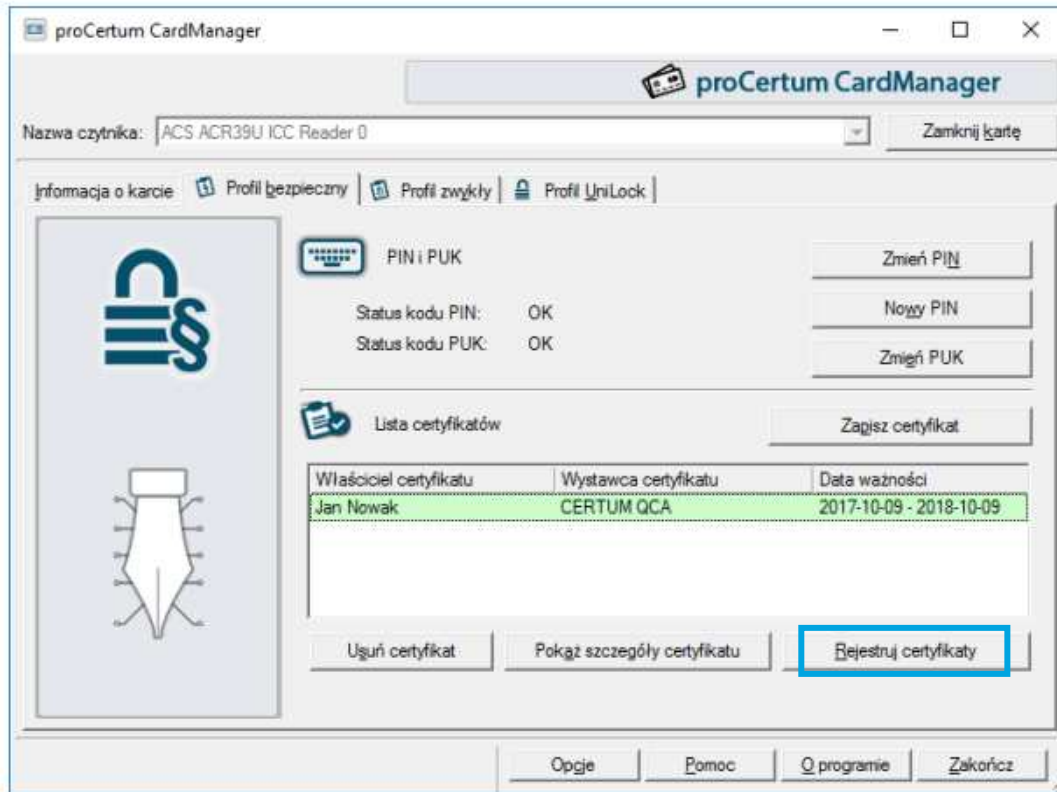 proCertum CardManager
proCertum CardManager
Nazwa czytnika: ACS ACR39U ICC Reader 0 Zamknij kartę
Informacja o karcie Profil bezpieczny Profil zwykły Profil UniLock
PIN i PUK Zmień PIN
Status kodu PIN: OK Nowy PIN
Status kodu PUK: OK Zmień PUK
Lista certyfikatów Zapisz certyfikat
Właściciel certyfikatu Wystawca certyfikatu Data ważności
Jan Nowak CERTUM QCA 2017-10-09 - 2018-10-09
Usuń certyfikat Pokaż szczegóły certyfikatu Rejestruj certyfikaty
Opcje Pomoc O programie Zakończ